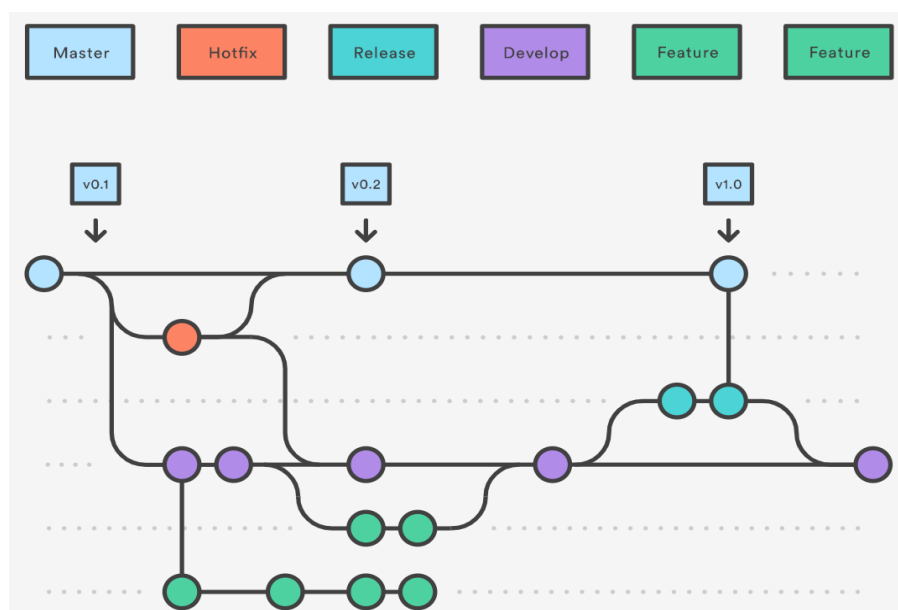 Master
Hotfix
Release
Develop
Feature
Feature
v0.1
v0.2
v1.0